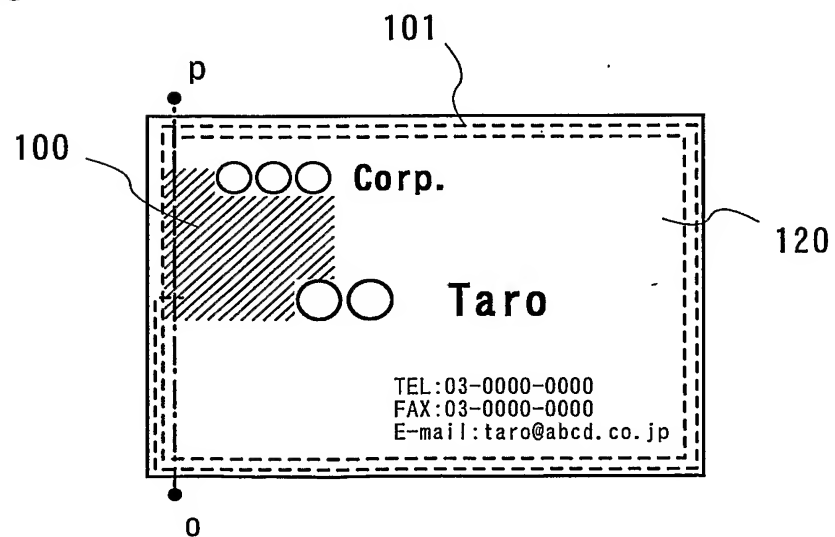 101
p
100
○○○ Corp.
120
○○ Taro
TEL:03-0000-0000
FAX:03-0000-0000
E-mail:taro@abcd.co.jp
o